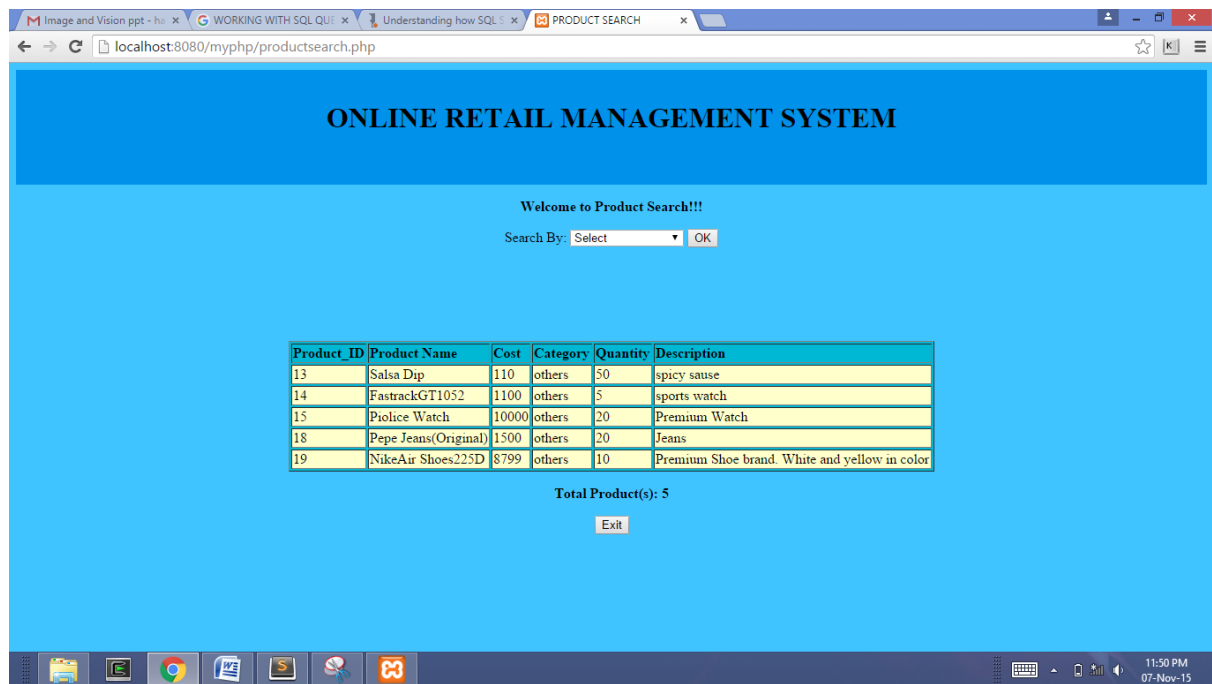 Image and Vision ppt - ha
WORKING WITH SQL QUE
Understanding how SQL S
PRODUCT SEARCH
localhost:8080/myphp/productsearch.php
ONLINE RETAIL MANAGEMENT SYSTEM
Welcome to Product Search!!!
Search By: Select OK
Product_ID Product Name Cost Category Quantity Description
13 Salsa Dip 110 others 50 spicy sause
14 FastrackGT1052 1100 others 5 sports watch
15 Piolice Watch 10000 others 20 Premium Watch
18 Pepe Jeans(Original) 1500 others 20 Jeans
19 NikeAir Shoes225D 8799 others 10 Premium Shoe brand. White and yellow in color
Total Product(s): 5
Exit
11:50 PM
07-Nov-15